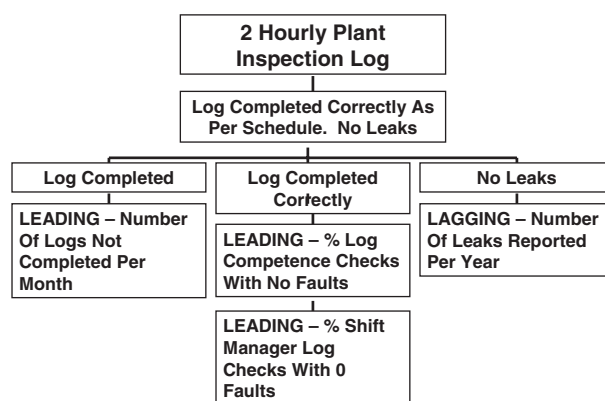 2 Hourly Plant
Inspection Log
Log Completed Correctly As
Per Schedule. No Leaks
Log Completed
Log Completed
Correctly
No Leaks
LEADING – Number
Of Logs Not
Completed Per
Month
LEADING – % Log
Competence Checks
With No Faults
LEADING – % Shift
Manager Log
Checks With 0
Faults
LAGGING – Number
Of Leaks Reported
Per Year